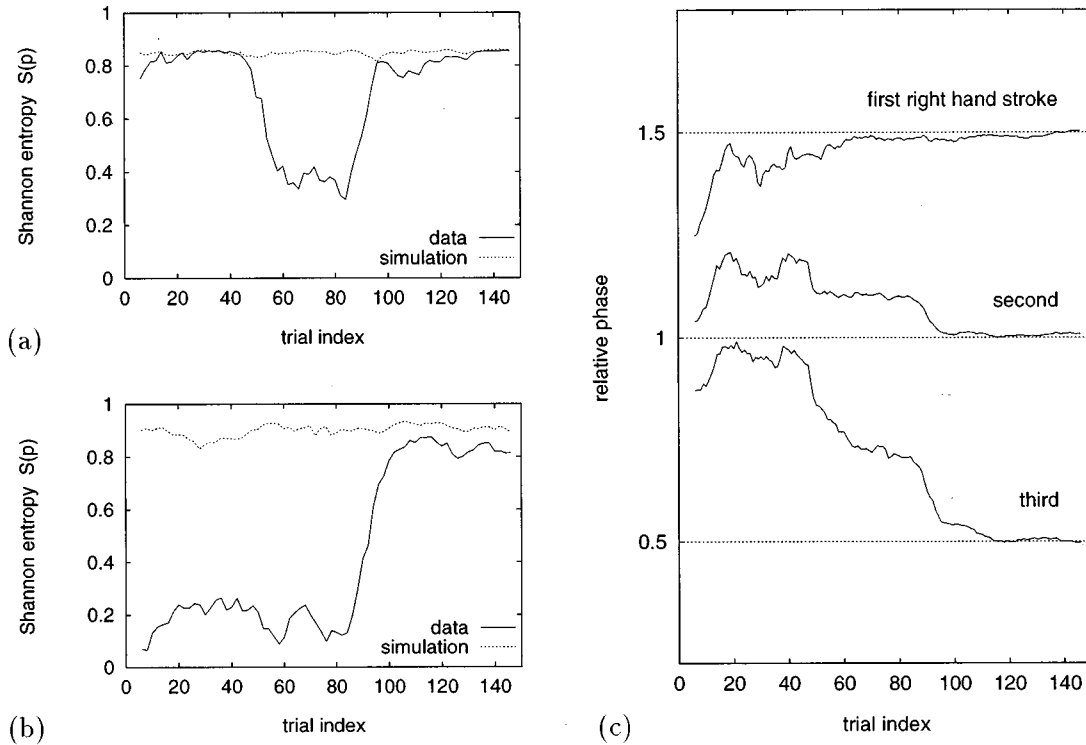 1
0.8
0.6
0.4
0.2
0
Shannon entropy S(p)
data
simulation
0 20 40 60 80 100 120 140
trial index
(a)
1
0.8
0.6
0.4
0.2
0
Shannon entropy S(p)
data
simulation
0 20 40 60 80 100 120 140
trial index
(b)
first right hand stroke
1.5
second
1
relative phase
third
0.5
0 20 40 60 80 100 120 140
trial index
(c)